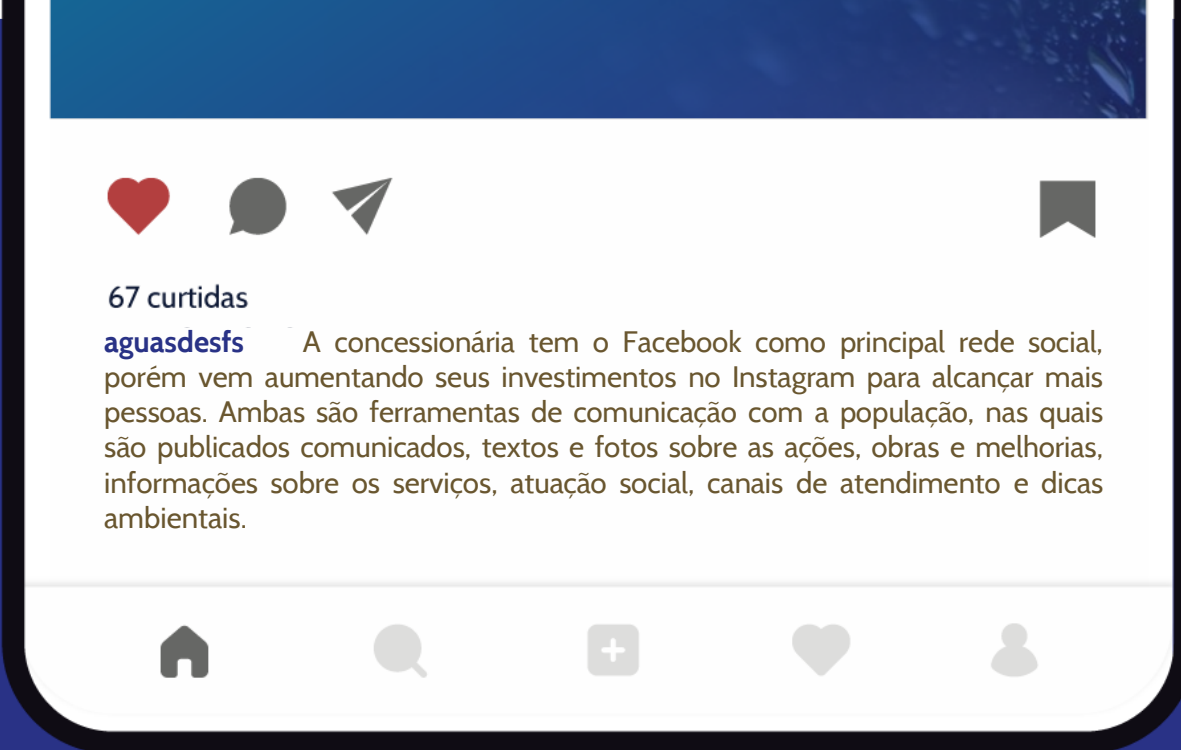 67 curtidas
aguasdesfs A concessionária tem o Facebook como principal rede social,
porém vem aumentando seus investimentos no Instagram para alcançar mais
pessoas. Ambas são ferramentas de comunicação com a população, nas quais
são publicados comunicados, textos e fotos sobre as ações, obras e melhorias,
informações sobre os serviços, atuação social, canais de atendimento e dicas
ambientais.